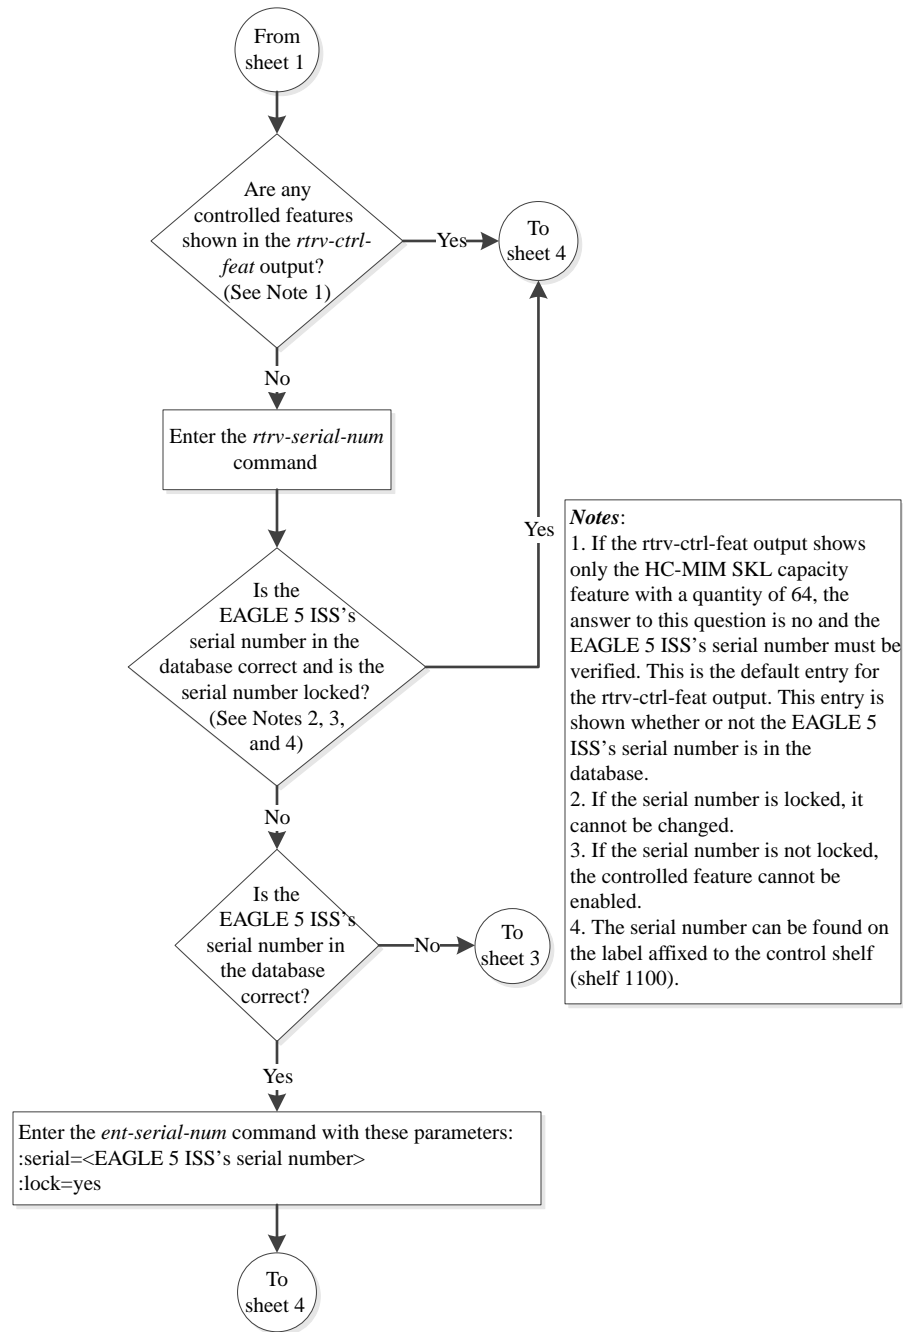 From
sheet 1
Are any
controlled features
shown in the rtrv-ctrl-
feat output?
(See Note 1)
Yes
To
sheet 4
No
Enter the rtrv-serial-num
command
Is the
EAGLE 5 ISS's
serial number in the
database correct and is the
serial number locked?
(See Notes 2, 3,
and 4)
Yes
No
Is the
EAGLE 5 ISS's
serial number in
the database
correct?
No
To
sheet 3
Yes
Enter the ent-serial-num command with these parameters:
:serial=<EAGLE 5 ISS's serial number>
:lock=yes
To
sheet 4
Notes:
1. If the rtrv-ctrl-feat output shows
only the HC-MIM SKL capacity
feature with a quantity of 64, the
answer to this question is no and the
EAGLE 5 ISS's serial number must be
verified. This is the default entry for
the rtrv-ctrl-feat output. This entry is
shown whether or not the EAGLE 5
ISS's serial number is in the
database.
2. If the serial number is locked, it
cannot be changed.
3. If the serial number is not locked,
the controlled feature cannot be
enabled.
4. The serial number can be found on
the label affixed to the control shelf
(shelf 1100).